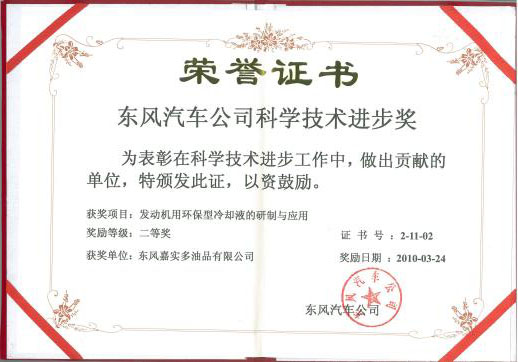 荣誉证书
东风汽车公司科学技术进步奖
为表彰在科学技术进步工作中，做出贡献的
单位，特颁发此证，以资鼓励。
获奖项目：发动机用环保型冷却液的研制与应用
奖励等级：二等奖
证书号：2-11-02
获奖单位：东风嘉实多油品有限公司
奖励日期：2010-03-24
东风汽车公司
东风汽车公司